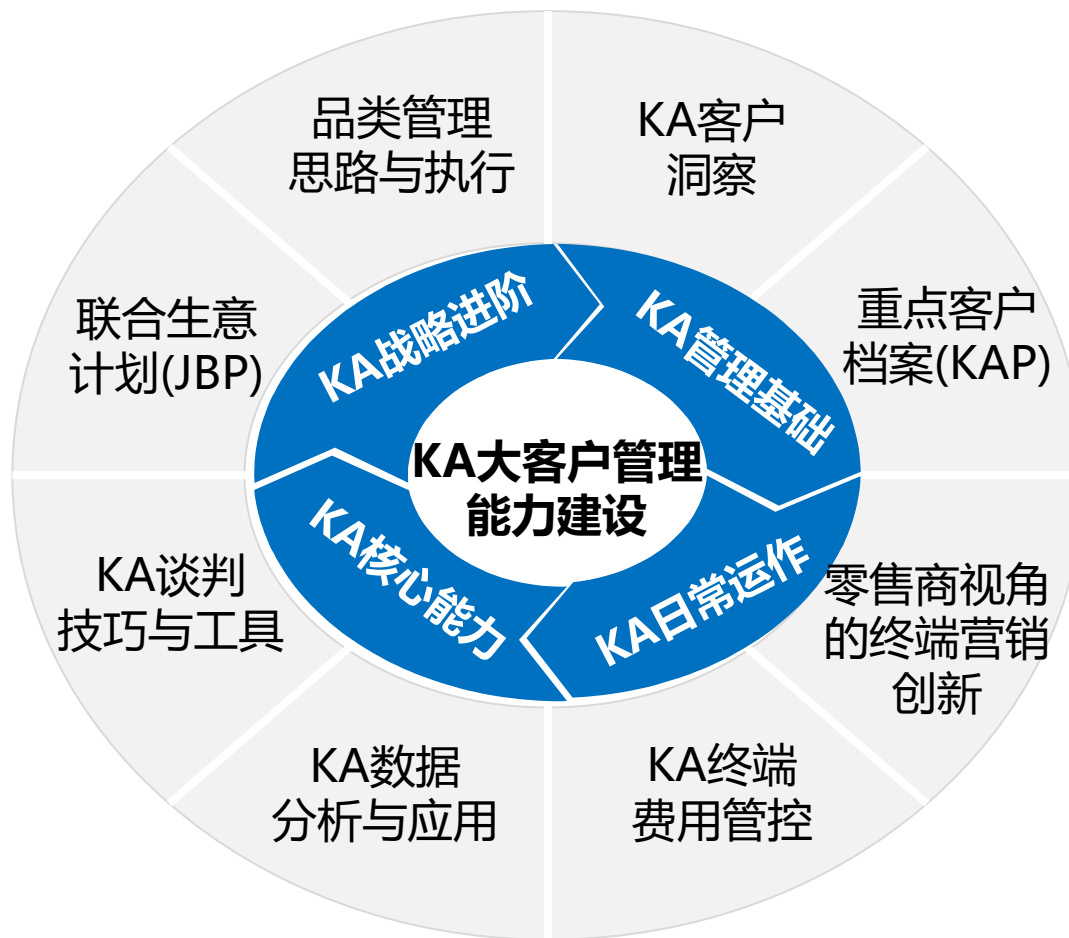 品类管理
思路与执行
KA客户
洞察
联合生意
计划(JBP)
重点客户
档案(KAP)
KA战略进阶
KA管理基础
KA大客户管理
能力建设
KA核心能力
KA日常运作
KA谈判
技巧与工具
零售商视角
的终端营销
创新
KA数据
分析与应用
KA终端
费用管控